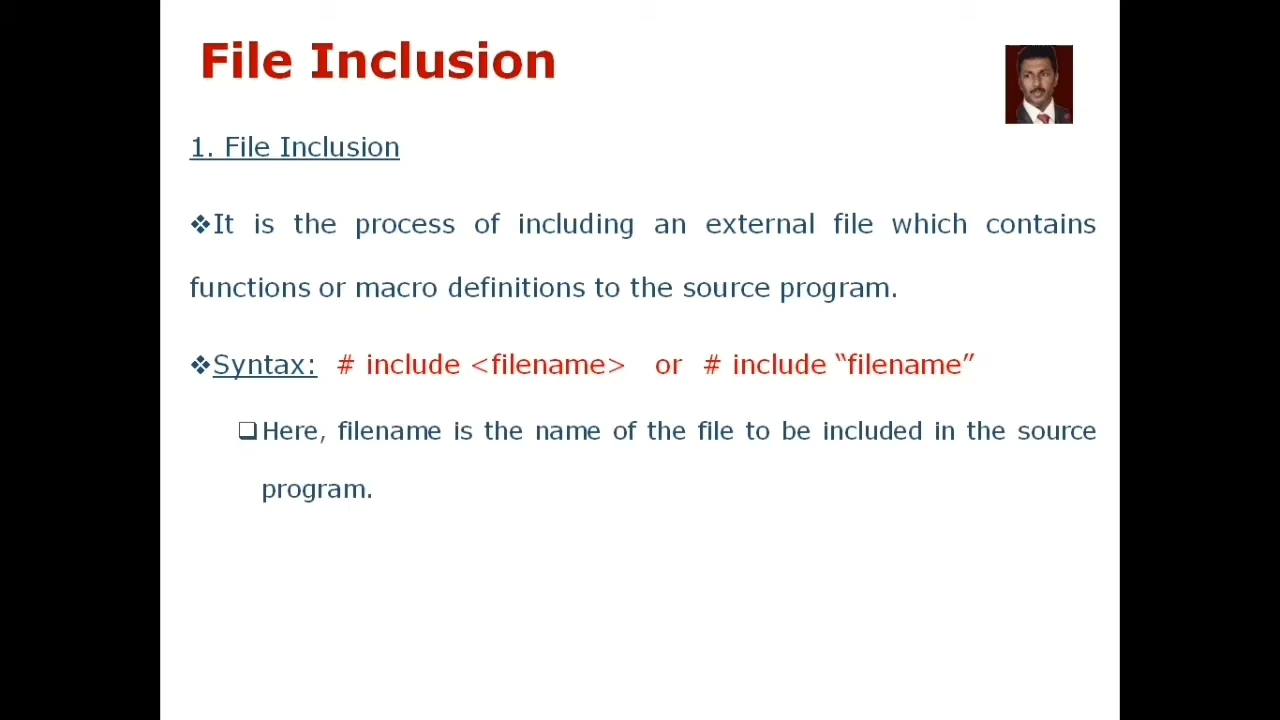 File Inclusion
1. File Inclusion
❖It is the process of including an external file which contains
functions or macro definitions to the source program.
❖Syntax: # include <filename> or # include “filename”
❑Here, filename is the name of the file to be included in the source
program.